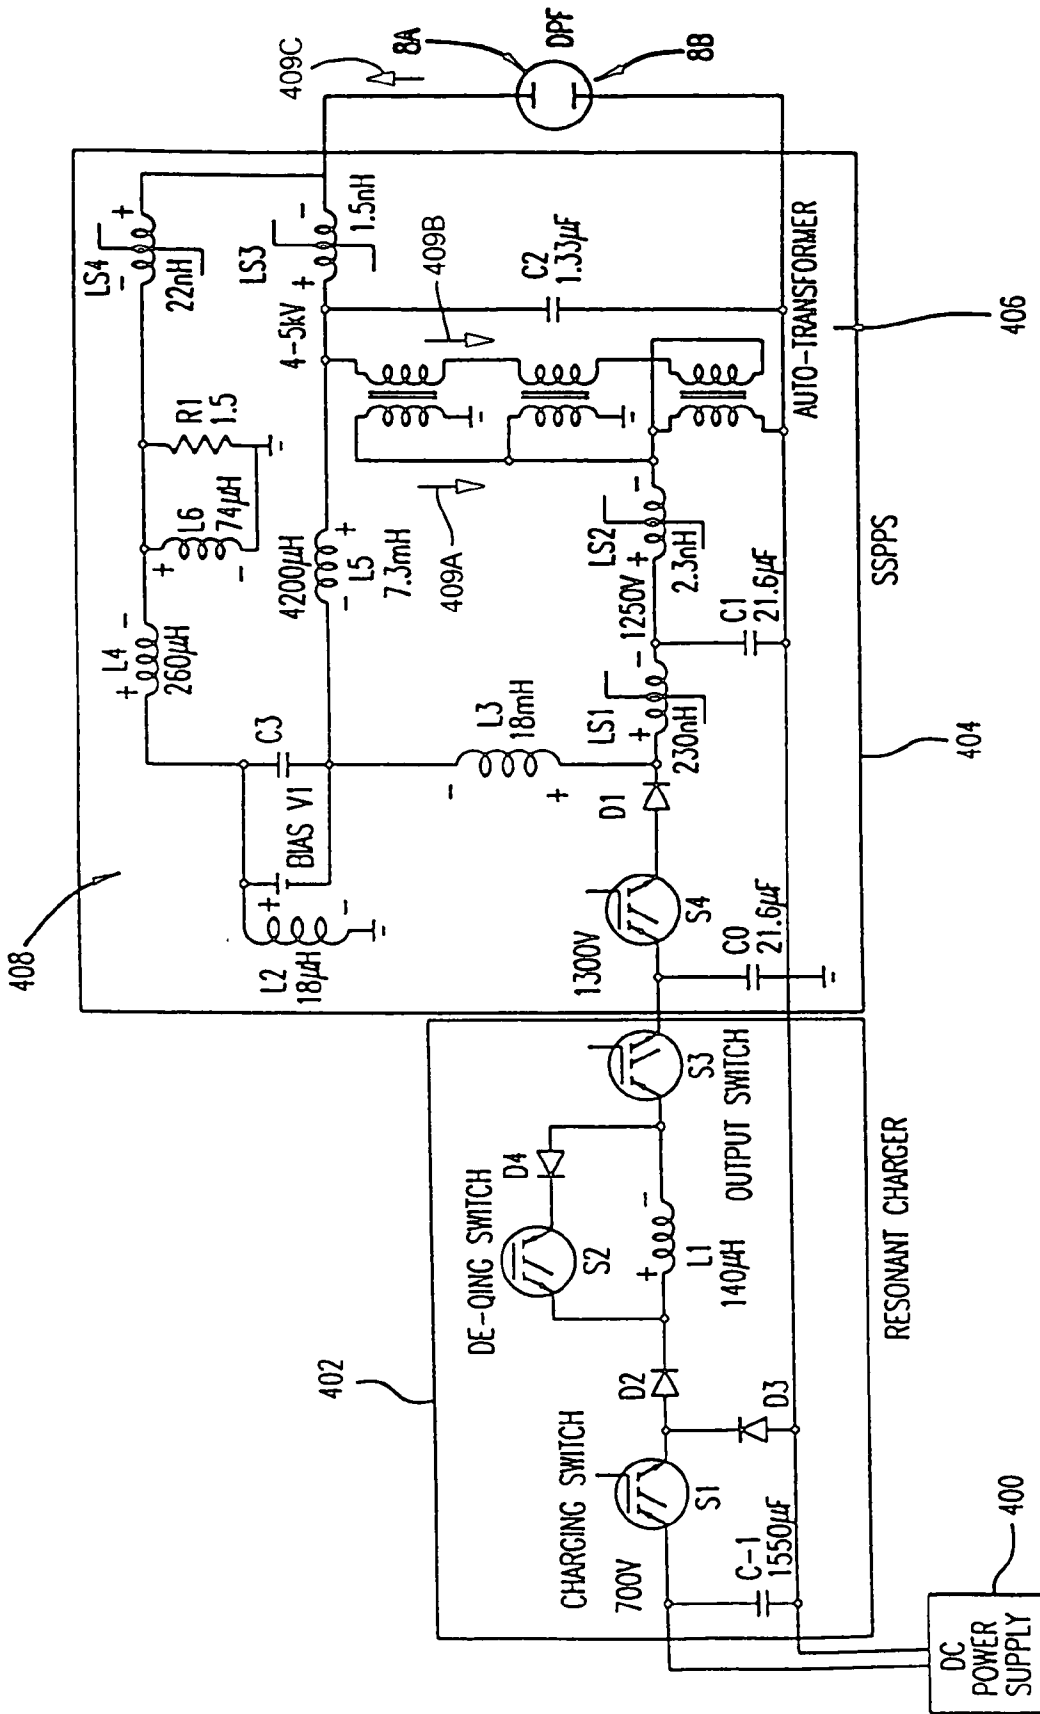 408
404
406
402
400
409A
409B
409C
DC
POWER
SUPPLY
RESONANT CHARGER
SSPPS
CHARGING SWITCH
700V
C-1
1550µF
S1
D3
D2
DE-QING SWITCH
S2
D4
+
-
L1
140µH
OUTPUT SWITCH
S3
1300V
C0
21.6µF
S4
D1
L2
18µH
+
-
BIAS V1
C3
L3
18mH
-
+
LS1
230nH
+
-
1250V
C1
21.6µF
LS2
2.3nH
+
-
+
L4
260µH
-
L6
74µH
+
-
R1
1.5
4200µH
L5
7.3mH
-
+
4-5kV
LS4
22nH
-
+
LS3
1.5nH
+
-
C2
1.33µF
AUTO-TRANSFORMER
8A
DPF
8B